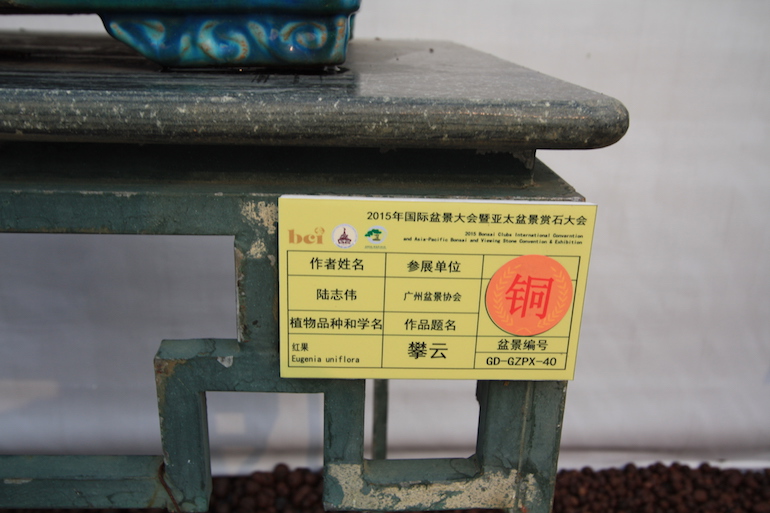 2015年国际盆景大会暨亚太盆景赏石大会
bci
2015 Bonsai Clubs International Convention
and Asia-Pacific Bonsai and Viewing Stone Convention & Exhibition
作者姓名 参展单位
陆志伟 广州盆景协会
铜
植物品种和学名 作品题名
盆景编号
红果
Eugenia uniflora
攀云
GD-GZPX-40